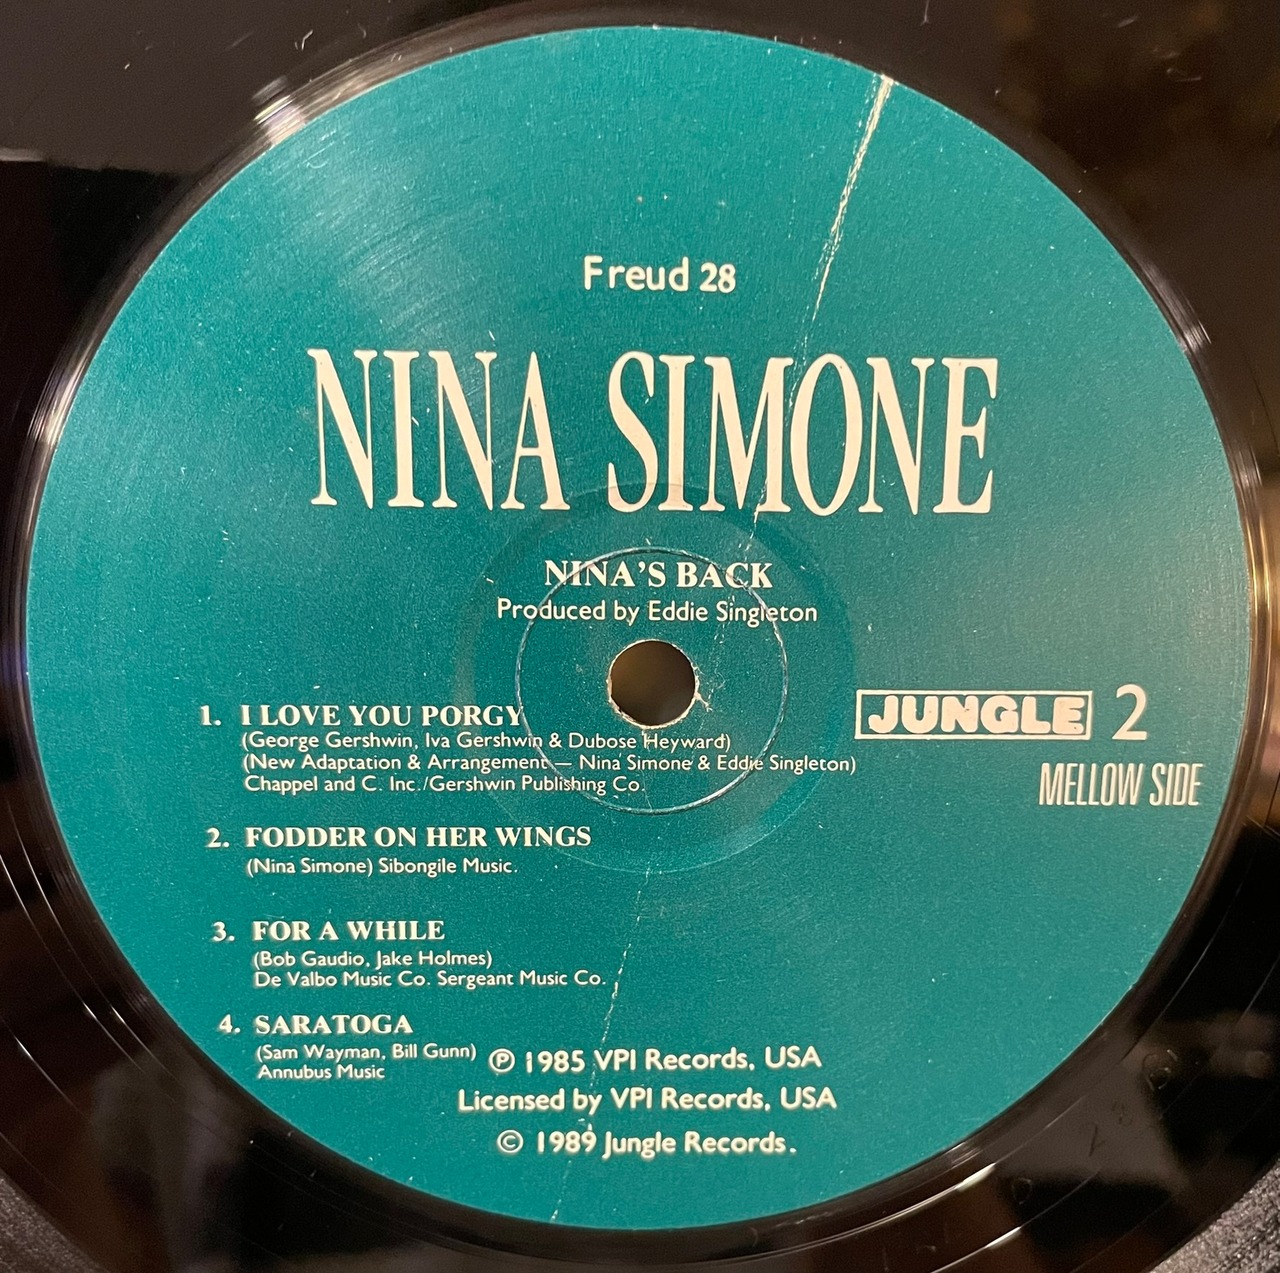 Freud 28
NINA SIMONE
NINA'S BACK
Produced by Eddie Singleton
JUNGLE 2
MELLOW SIDE
1. I LOVE YOU PORGY
(George Gershwin, Iva Gershwin & Dubose Heyward)
(New Adaptation & Arrangement — Nina Simone & Eddie Singleton)
Chappel and C. Inc./Gershwin Publishing Co.
2. FODDER ON HER WINGS
(Nina Simone) Sibongile Music.
3. FOR A WHILE
(Bob Gaudio, Jake Holmes)
De Valbo Music Co. Sergeant Music Co.
4. SARATOGA
(Sam Wayman, Bill Gunn)
Annubus Music
℗ 1985 VPI Records, USA
Licensed by VPI Records, USA
© 1989 Jungle Records.